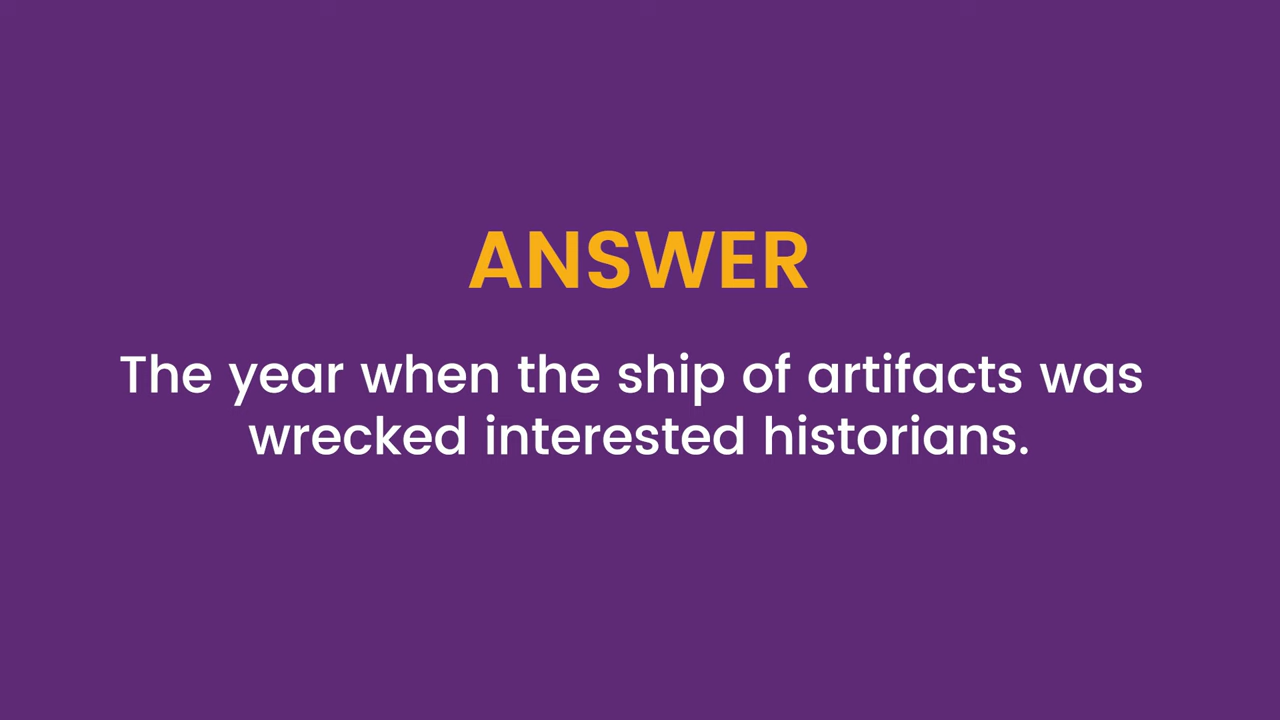 ANSWER
The year when the ship of artifacts was
wrecked interested historians.